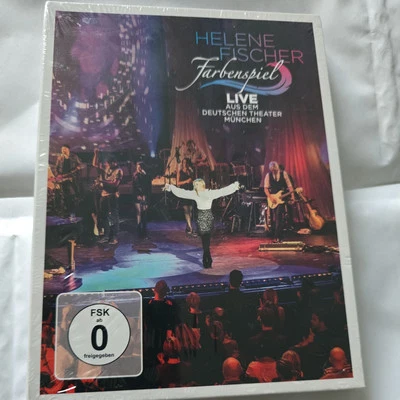 HELENE
FISCHER
Farbenspiel
LIVE
AUS DEM
DEUTSCHEN THEATER
MÜNCHEN
FSK
ab
0
freigegeben